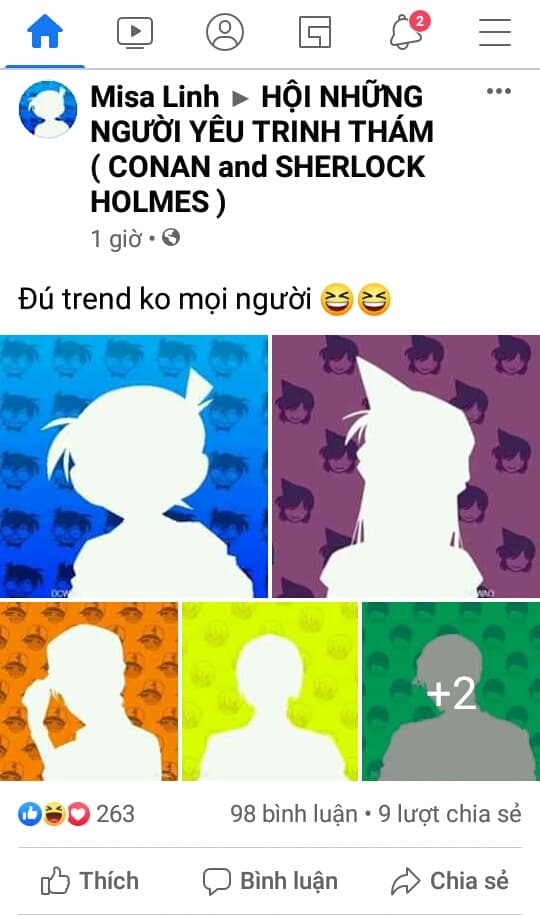 2
Misa Linh ► HỘI NHỮNG
NGƯỜI YÊU TRINH THÁM
( CONAN and SHERLOCK
HOLMES )
1 giờ •
Đú trend ko mọi người 😆😆
+2
263
98 bình luận • 9 lượt chia sẻ
Thích
Bình luận
Chia sẻ